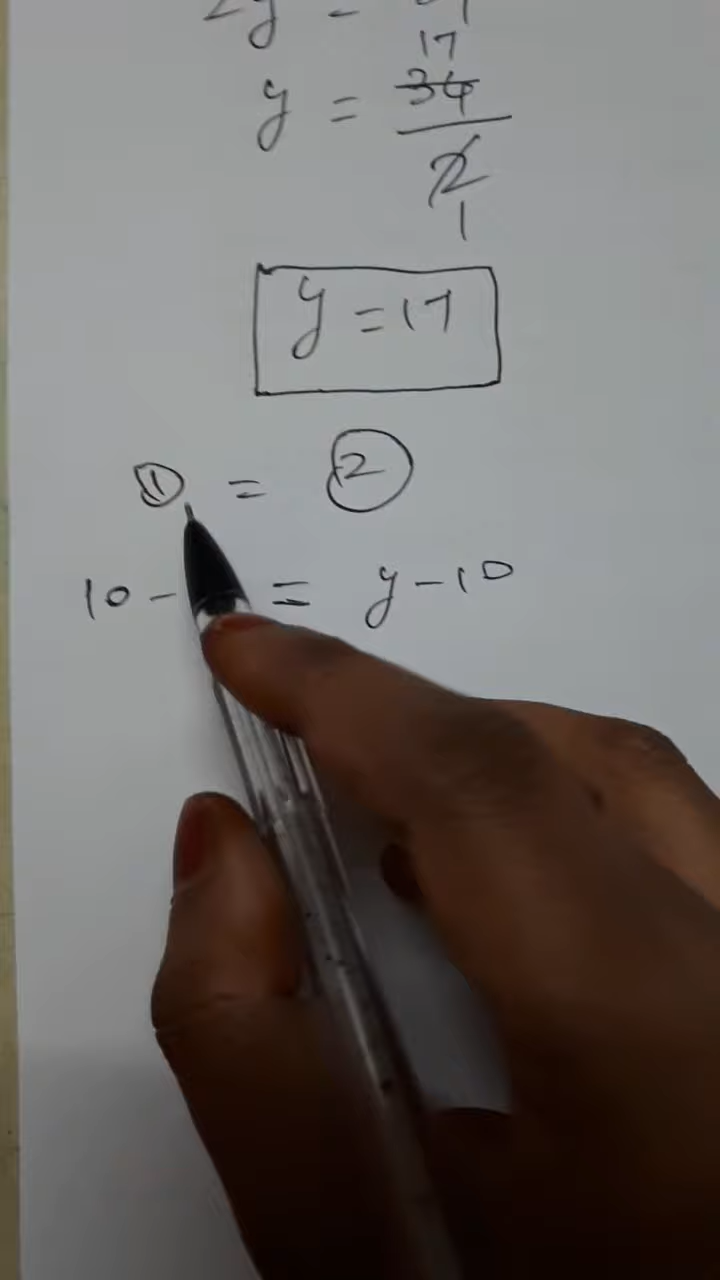 17
y = 34
2
1
y = 17
① = ②
10 - = y - 10